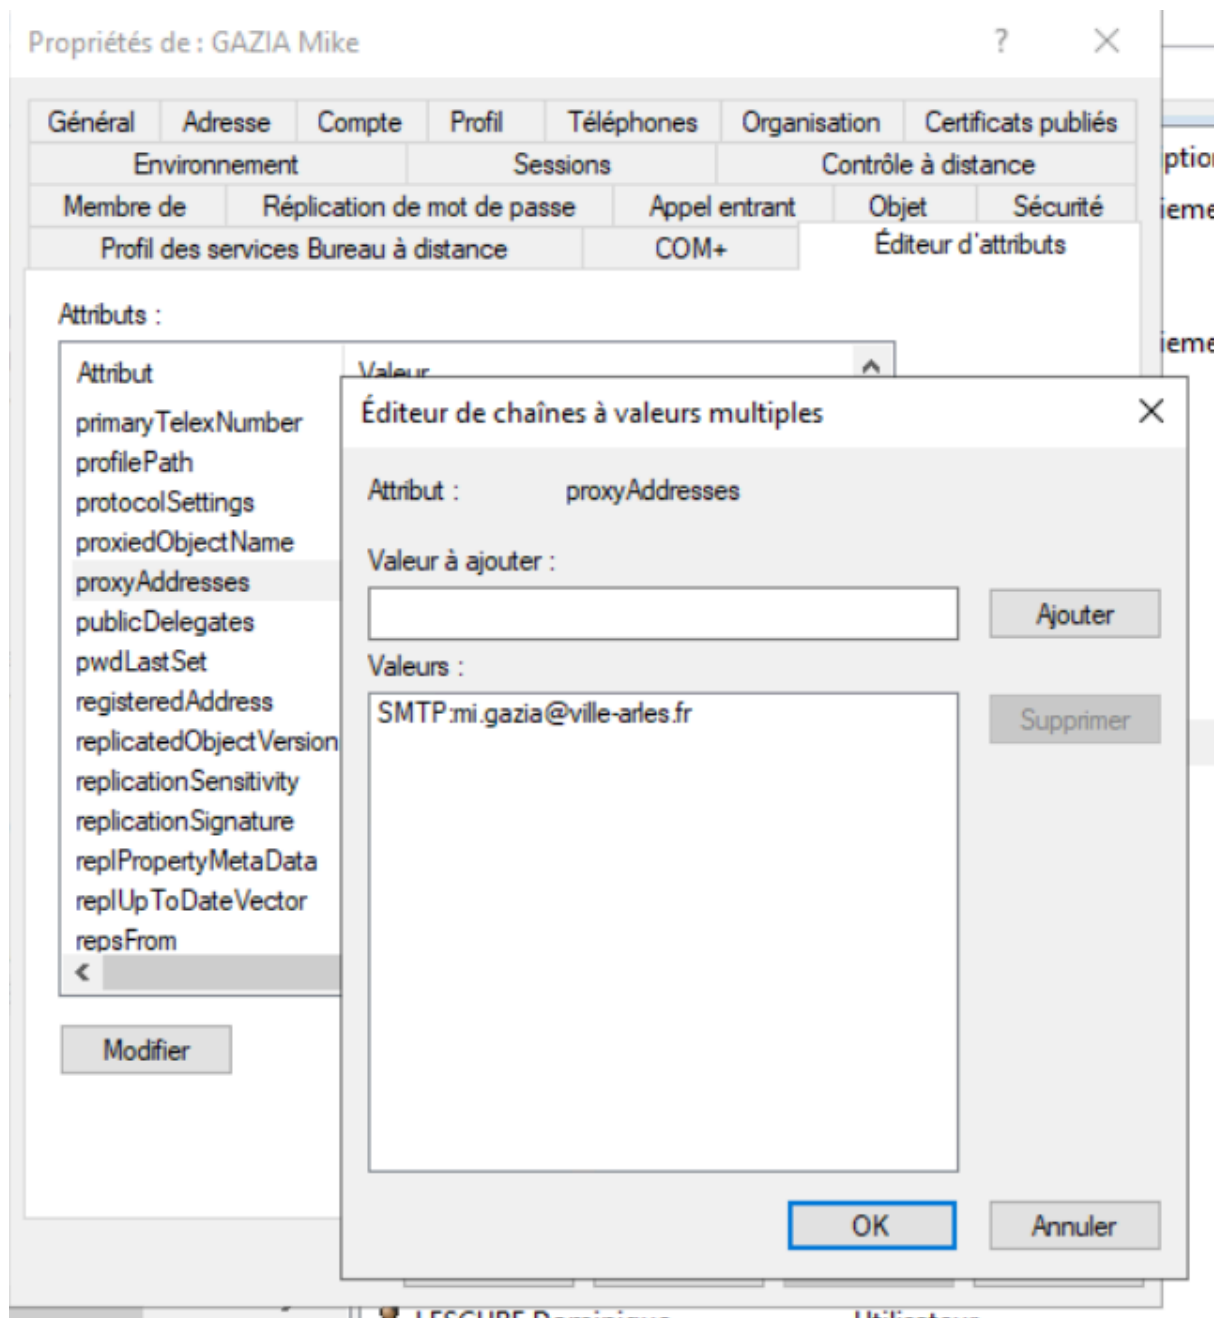 Propriétés de : GAZIA Mike ? ×
Général Adresse Compte Profil Téléphones Organisation Certificats publiés
Environnement Sessions Contrôle à distance
Membre de Réplication de mot de passe Appel entrant Objet Sécurité
Profil des services Bureau à distance COM+ Éditeur d'attributs
Attributs :
Attribut Valeur
primaryTelexNumber
profilePath
protocolSettings
proxiedObjectName
proxyAddresses
publicDelegates
pwdLastSet
registeredAddress
replicatedObjectVersion
replicationSensitivity
replicationSignature
replPropertyMetaData
replUpToDateVector
repsFrom
Modifier
Éditeur de chaînes à valeurs multiples
Attribut : proxyAddresses
Valeur à ajouter :
Ajouter
Valeurs :
SMTP:mi.gazia@ville-arles.fr
Supprimer
OK Annuler